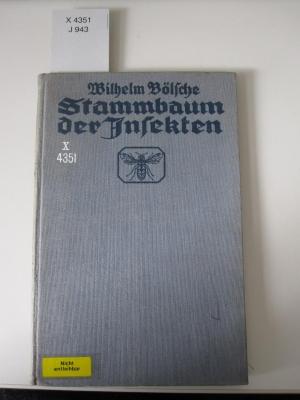 X 4351
J 943
Wilhelm Bölsche
Stammbaum
der Insekten
X
4351
Nicht
entleihbar